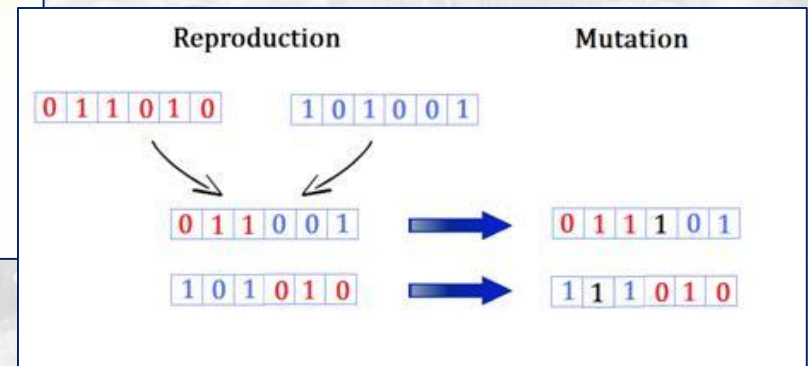 Reproduction Mutation
0 1 1 0 1 0 1 0 1 0 0 1
0 1 1 0 0 1 0 1 1 1 0 1
1 0 1 0 1 0 1 1 1 0 1 0